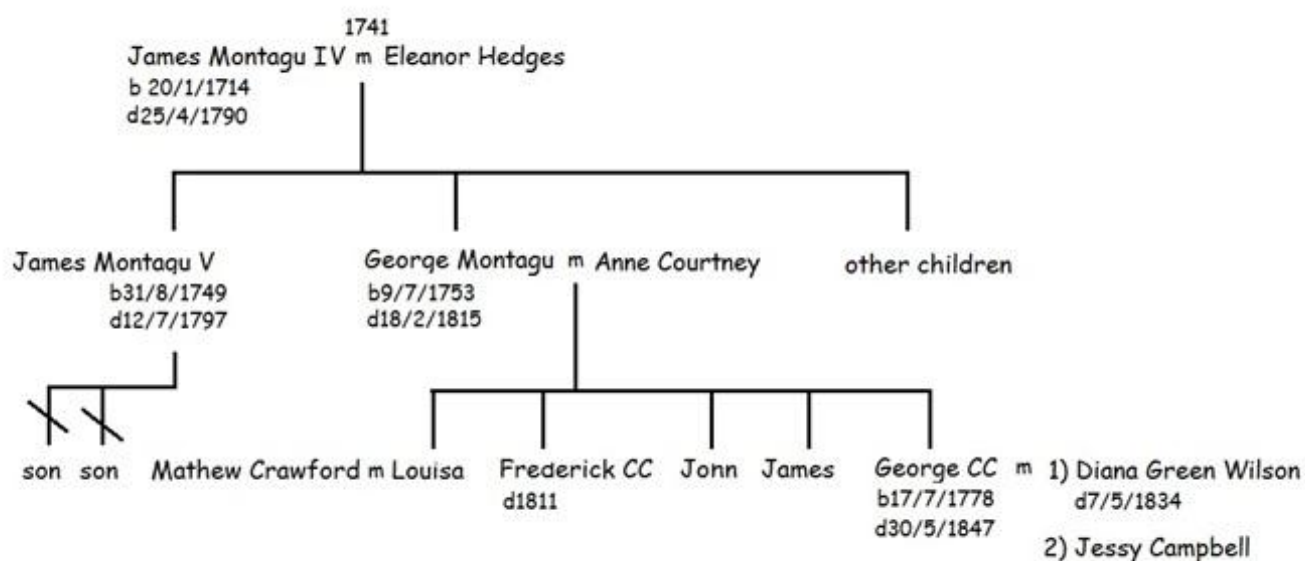 1741
James Montagu IV m Eleanor Hedges
b 20/1/1714
d25/4/1790
James Montagu V
b31/8/1749
d12/7/1797
George Montagu m Anne Courtney
b9/7/1753
d18/2/1815
other children
son son Mathew Crawford m Louisa Frederick CC John James George CC m 1) Diana Green Wilson
d1811
b17/7/1778
d30/5/1847
d7/5/1834
2) Jessy Campbell